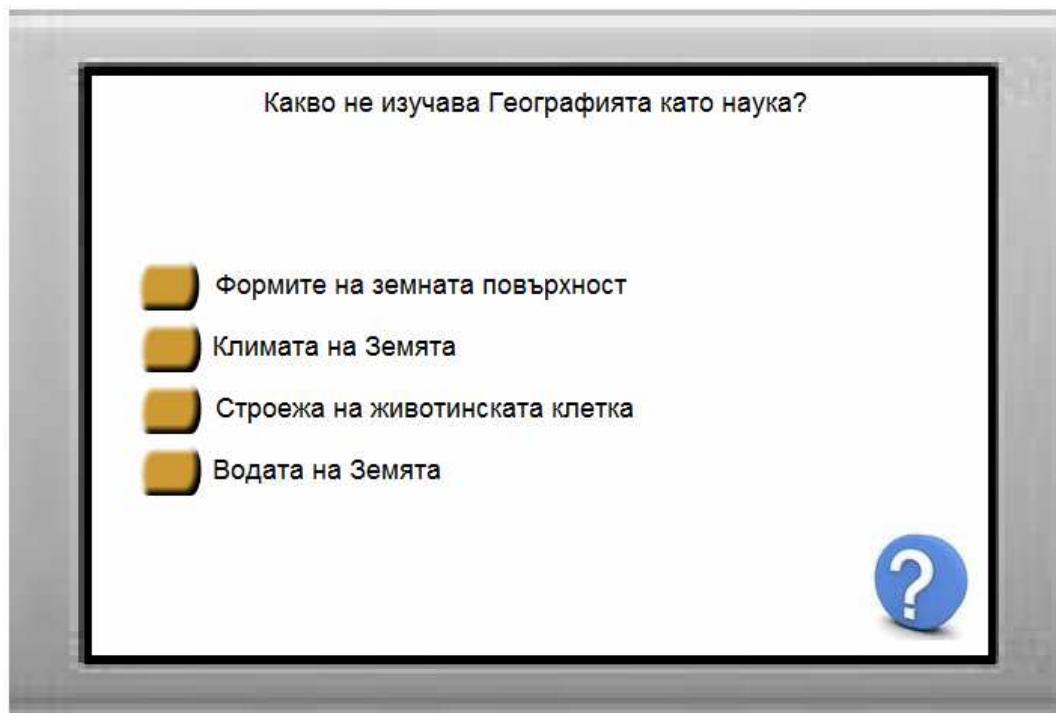 Какво не изучава Географията като наука?
Формите на земната повърхност
Климата на Земята
Строежа на животинската клетка
Водата на Земята
?